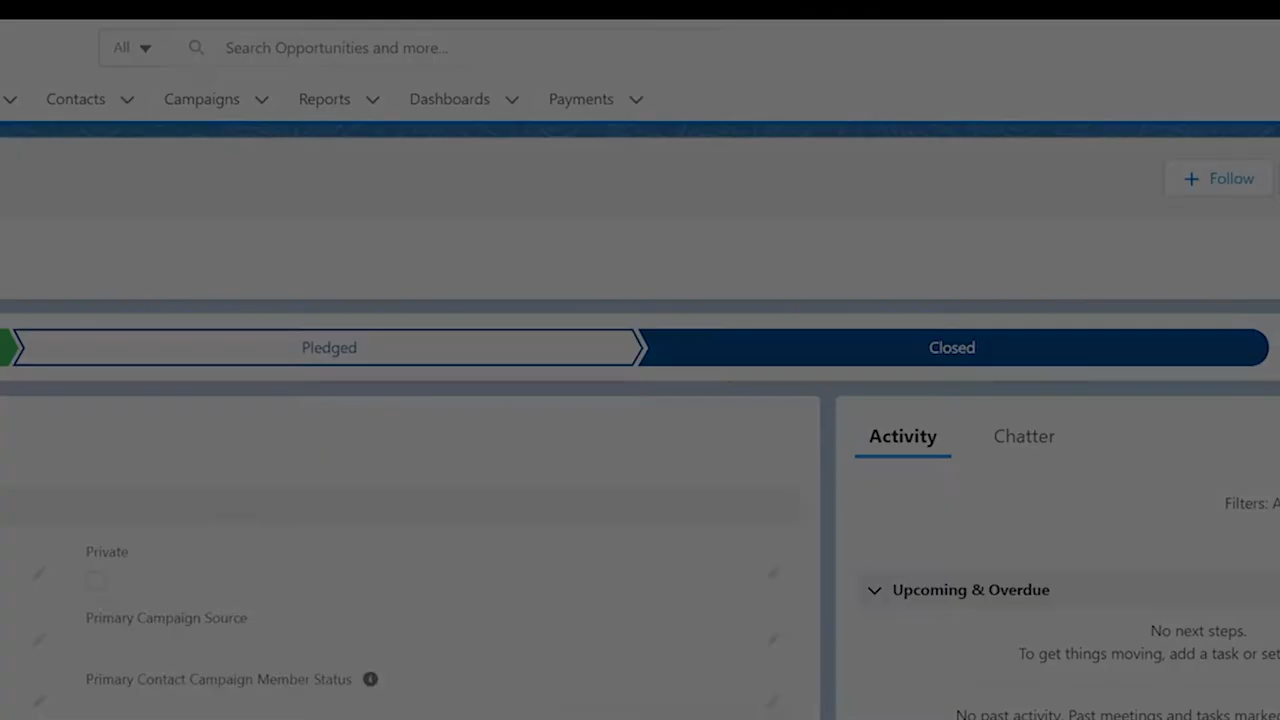 All
Search Opportunities and more...
Contacts
Campaigns
Reports
Dashboards
Payments
Follow
Pledged
Closed
Activity
Chatter
Filters: A
Private
Upcoming & Overdue
Primary Campaign Source
No next steps.
To get things moving, add a task or set
Primary Contact Campaign Member Status
No past activity. Past meetings and tasks marke